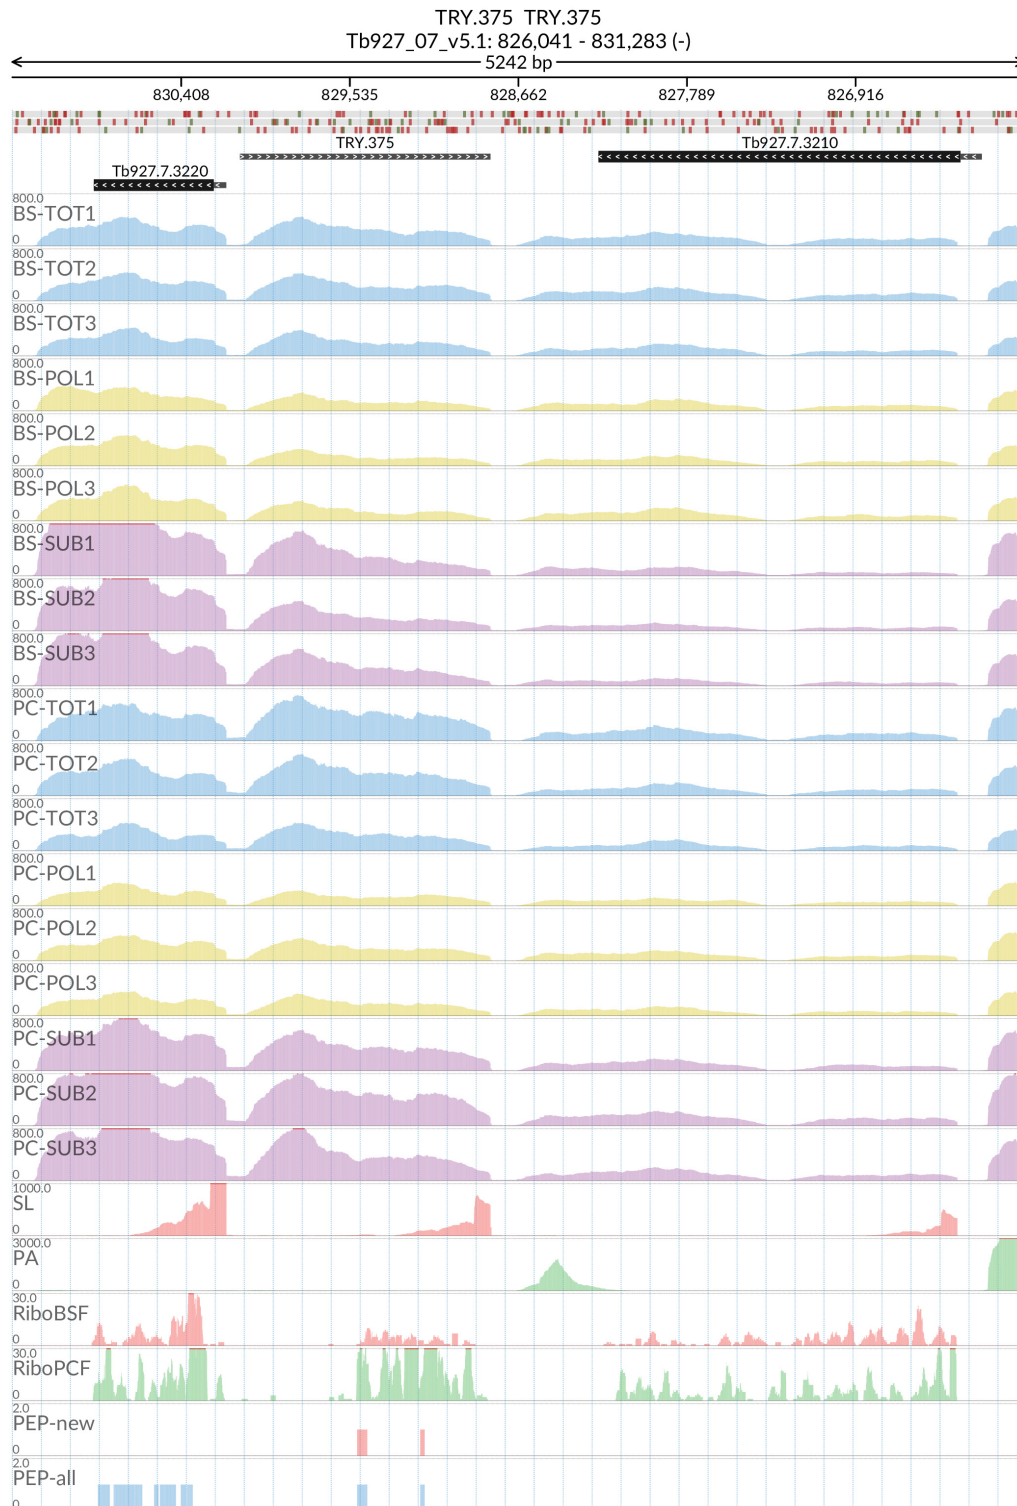 TRY.375 TRY.375
Tb927_07_v5.1: 826,041 - 831,283 (-)
5242 bp
830,408 829,535 828,662 827,789 826,916
TRY.375 Tb927.7.3210
Tb927.7.3220
800.0
BS-TOT1
0
800.0
BS-TOT2
0
800.0
BS-TOT3
0
800.0
BS-POL1
0
800.0
BS-POL2
0
800.0
BS-POL3
0
800.0
BS-SUB1
0
800.0
BS-SUB2
0
800.0
BS-SUB3
0
800.0
PC-TOT1
0
800.0
PC-TOT2
0
800.0
PC-TOT3
0
800.0
PC-POL1
0
800.0
PC-POL2
0
800.0
PC-POL3
0
800.0
PC-SUB1
0
800.0
PC-SUB2
0
800.0
PC-SUB3
0
1000.0
SL
0
3000.0
PA
0
30.0
RiboBSF
0
30.0
RiboPCF
0
2.0
PEP-new
0
2.0
PEP-all
0